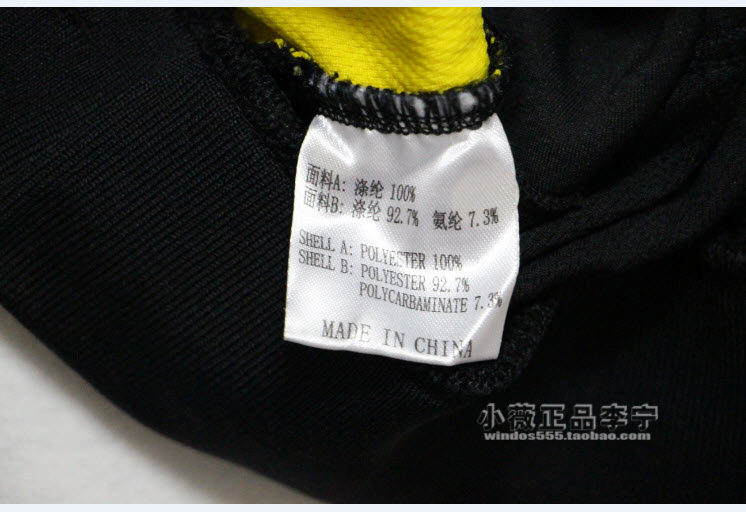 面料A: 涤纶 100%
面料B: 涤纶 92.7% 氨纶 7.3%
SHELL A: POLYESTER 100%
SHELL B: POLYESTER 92.7%
POLYCARBAMINATE 7.3%
MADE IN CHINA
小薇正品李宁
windos555.taobao.com